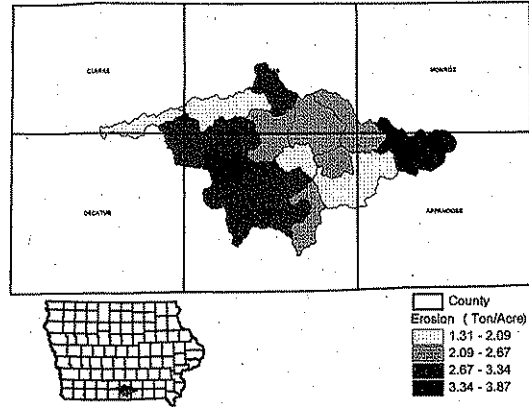 CLARKE
MONROE
DECATUR
APPANOOSE
County
Erosion ( Ton/Acre)
1.31 - 2.09
2.09 - 2.67
2.67 - 3.34
3.34 - 3.87